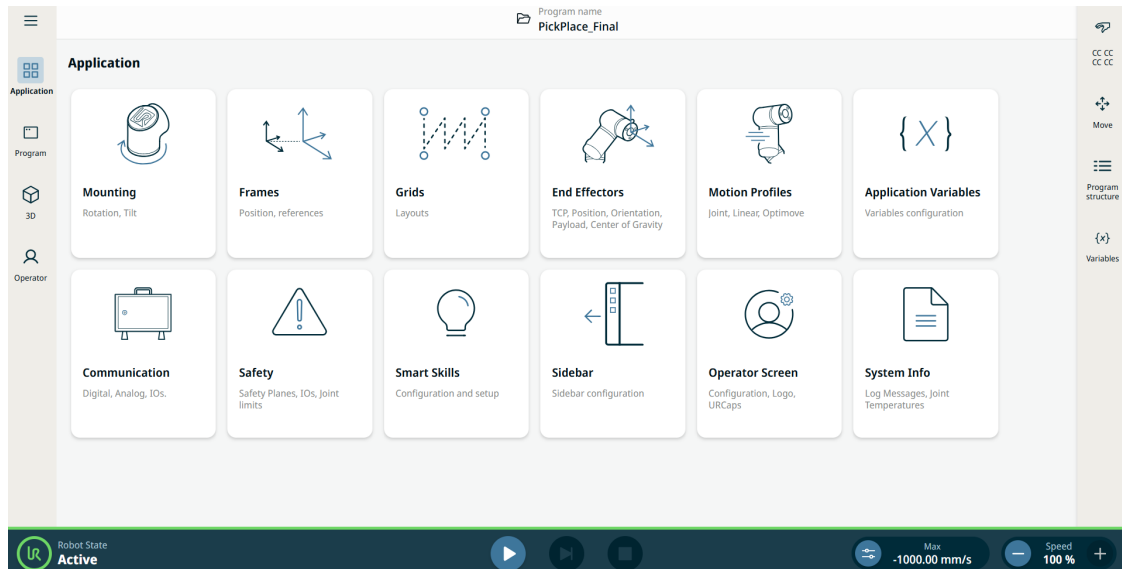 Program name
PickPlace_Final
Application
Application
Program
3D
Operator
Mounting
Rotation, Tilt
Frames
Position, references
Grids
Layouts
End Effectors
TCP, Position, Orientation,
Payload, Center of Gravity
Motion Profiles
Joint, Linear, Optimove
Application Variables
Variables configuration
Communication
Digital, Analog, IOs.
Safety
Safety Planes, IOs, Joint
limits
Smart Skills
Configuration and setup
Sidebar
Sidebar configuration
Operator Screen
Configuration, Logo,
URCaps
System Info
Log Messages, Joint
Temperatures
CC CC
CC CC
Move
Program
structure
{x}
Variables
UR
Robot State
Active
Max
-1000.00 mm/s
Speed
100 %